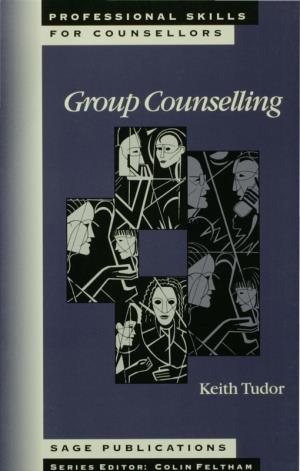 PROFESSIONAL SKILLS
FOR COUNSELLORS
Group Counselling
Keith Tudor
SAGE PUBLICATIONS
SERIES EDITOR: COLIN FELTHAM